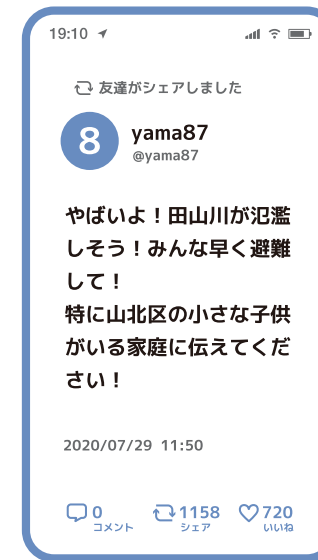 19:10
友達がシェアしました
8
yama87
@yama87
やばいよ！田山川が氾濫
しそう！みんな早く避難
して！
特に山北区の小さな子供
がいる家庭に伝えてくだ
さい！
2020/07/29 11:50
0 1158 720
コメント シェア いいね